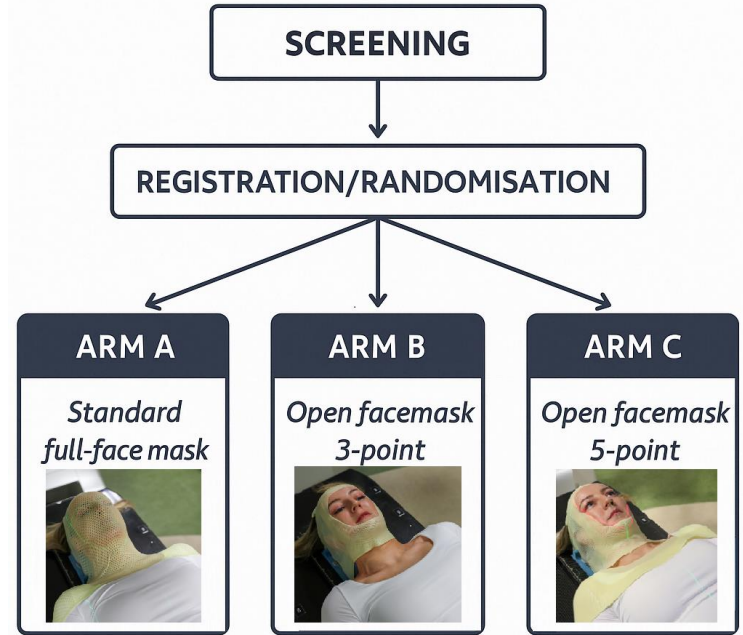 SCREENING
REGISTRATION/RANDOMISATION
ARM A
Standard
full-face mask
ARM B
Open facemask
3-point
ARM C
Open facemask
5-point